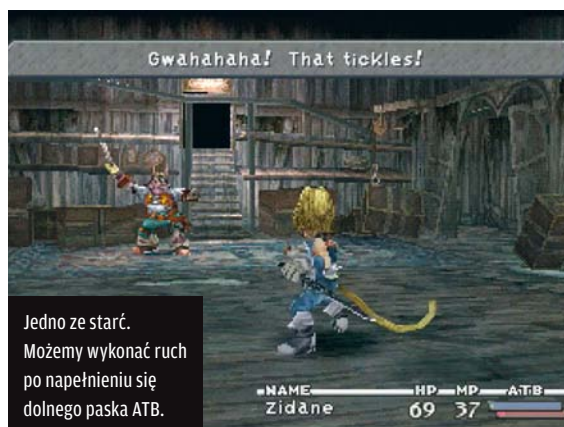 Gwahahaha! That tickles!
Jedno ze starć.
Możemy wykonać ruch
po napełnieniu się
dolnego paska ATB.
NAME HP MP ATB
Zidane 69 37